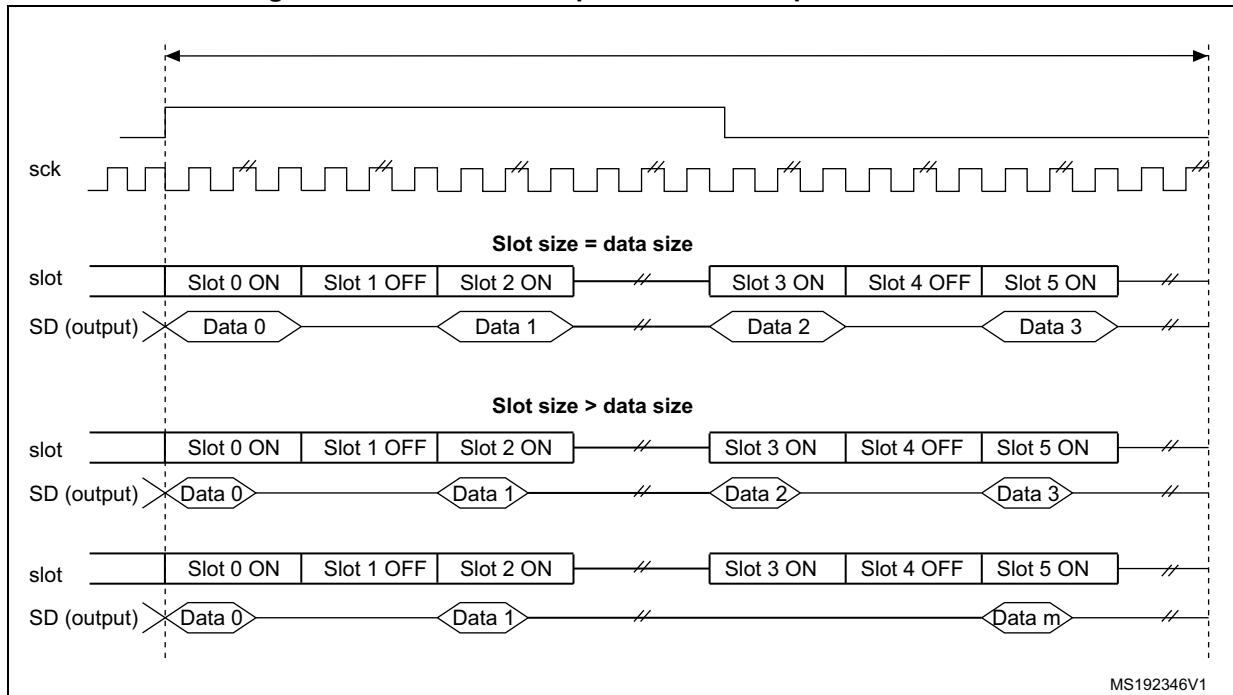 sck
Slot size = data size
slot Slot 0 ON Slot 1 OFF Slot 2 ON Slot 3 ON Slot 4 OFF Slot 5 ON
SD (output) Data 0 Data 1 Data 2 Data 3
Slot size > data size
slot Slot 0 ON Slot 1 OFF Slot 2 ON Slot 3 ON Slot 4 OFF Slot 5 ON
SD (output) Data 0 Data 1 Data 2 Data 3
slot Slot 0 ON Slot 1 OFF Slot 2 ON Slot 3 ON Slot 4 OFF Slot 5 ON
SD (output) Data 0 Data 1 Data m
MS192346V1